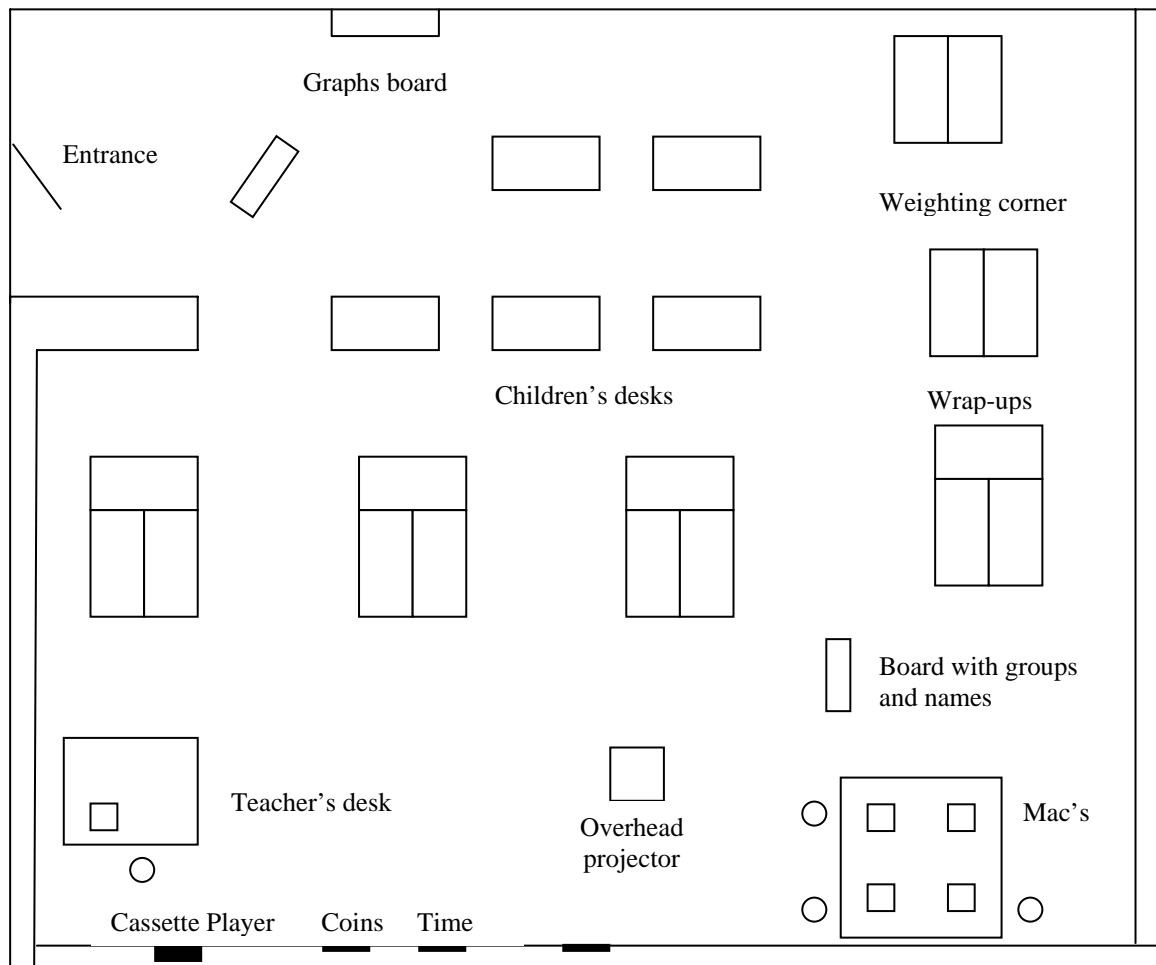 Graphs board
Entrance
Weighting corner
Children's desks
Wrap-ups
Board with groups
and names
Teacher's desk
Overhead
projector
Mac's
Cassette Player
Coins
Time